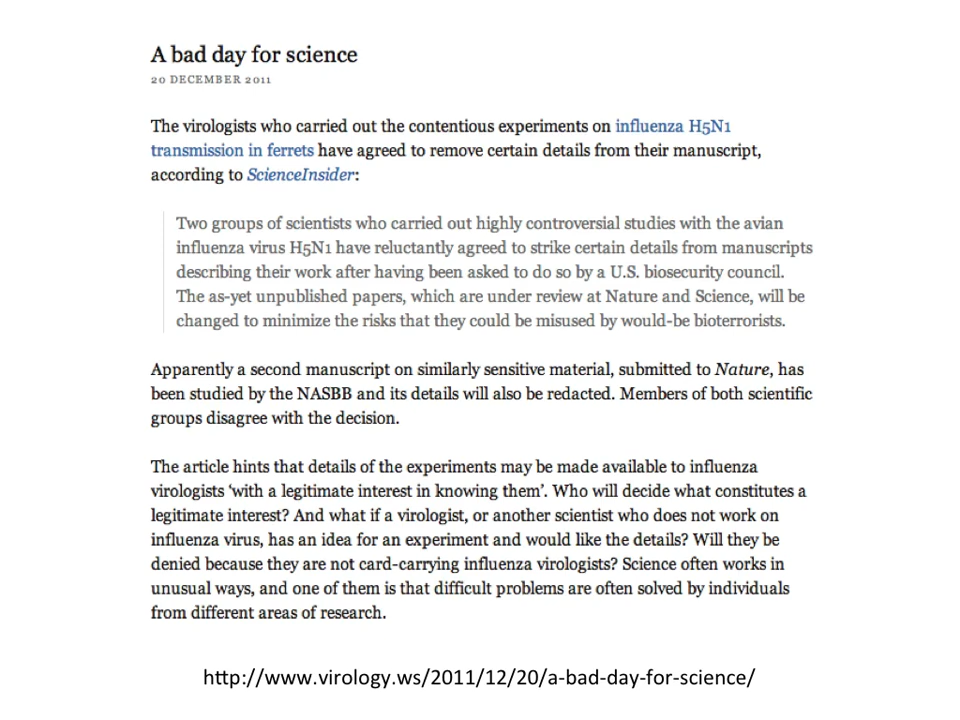 A bad day for science
20 DECEMBER 2011
The virologists who carried out the contentious experiments on influenza H5N1
transmission in ferrets have agreed to remove certain details from their manuscript,
according to ScienceInsider:
Two groups of scientists who carried out highly controversial studies with the avian
influenza virus H5N1 have reluctantly agreed to strike certain details from manuscripts
describing their work after having been asked to do so by a U.S. biosecurity council.
The as-yet unpublished papers, which are under review at Nature and Science, will be
changed to minimize the risks that they could be misused by would-be bioterrorists.
Apparently a second manuscript on similarly sensitive material, submitted to Nature, has
been studied by the NASBB and its details will also be redacted. Members of both scientific
groups disagree with the decision.
The article hints that details of the experiments may be made available to influenza
virologists ‘with a legitimate interest in knowing them’. Who will decide what constitutes a
legitimate interest? And what if a virologist, or another scientist who does not work on
influenza virus, has an idea for an experiment and would like the details? Will they be
denied because they are not card-carrying influenza virologists? Science often works in
unusual ways, and one of them is that difficult problems are often solved by individuals
from different areas of research.
http://www.virology.ws/2011/12/20/a-bad-day-for-science/